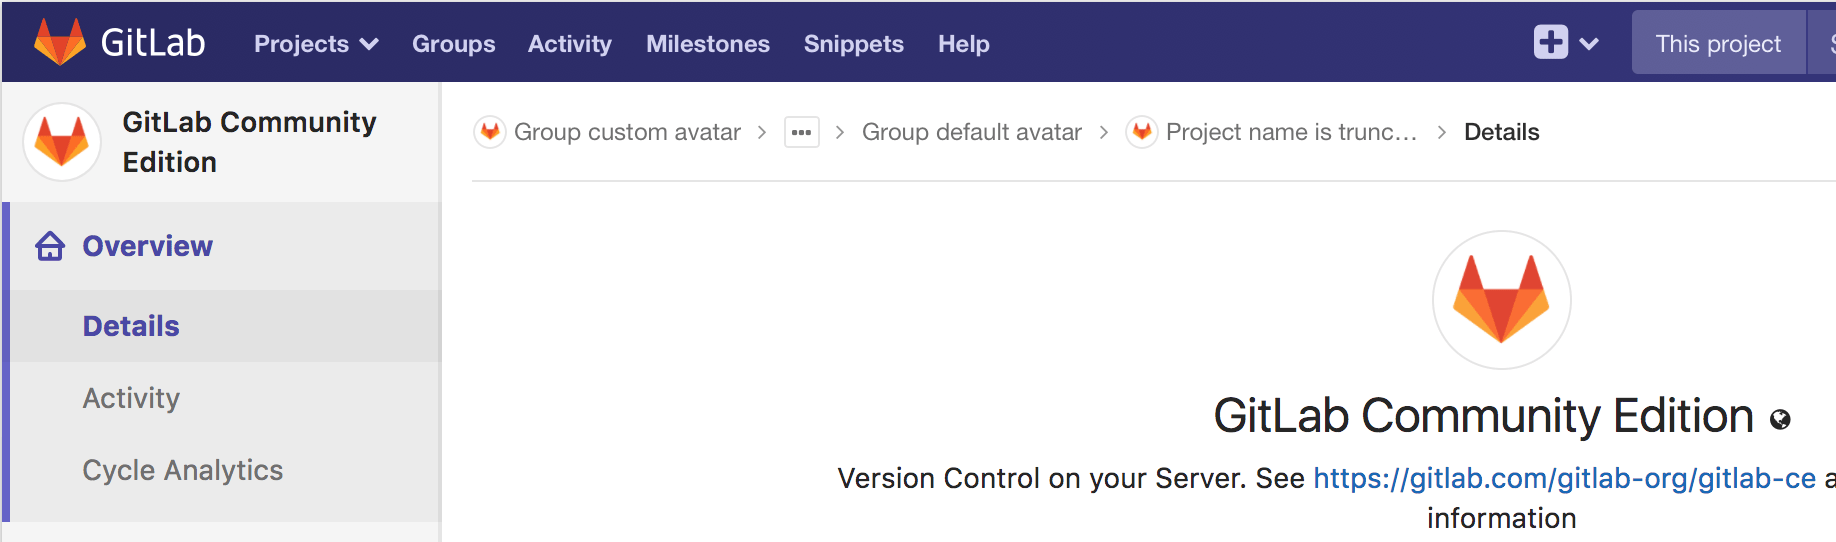 GitLab Projects Groups Activity Milestones Snippets Help This project
GitLab Community
Edition
Group custom avatar > ••• > Group default avatar > Project name is trunc... > Details
Overview
Details
Activity
Cycle Analytics
GitLab Community Edition
Version Control on your Server. See https://gitlab.com/gitlab-org/gitlab-ce
information